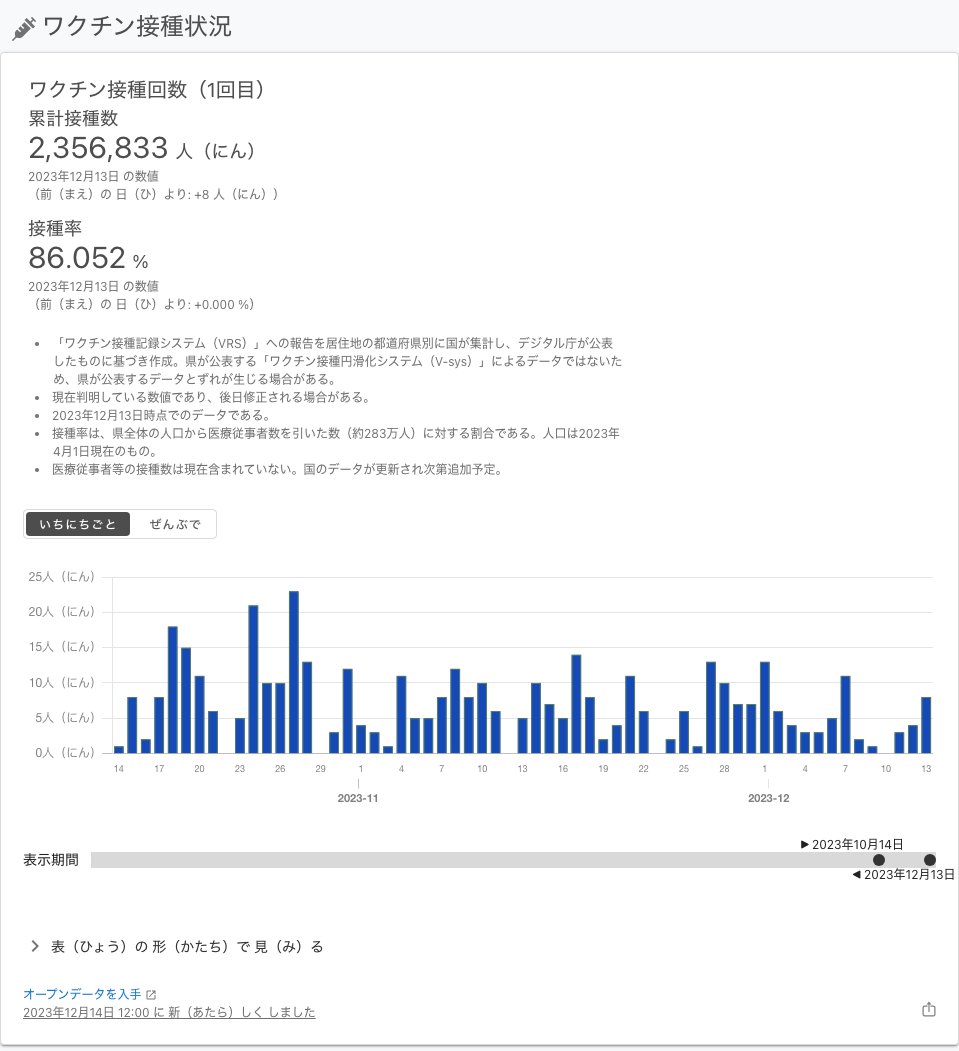 ワクチン接種状況
ワクチン接種回数（1回目）
累計接種数
2,356,833 人（にん）
2023年12月13日 の数値
（前（まえ）の 日（ひ）より: +8 人（にん））
接種率
86.052 %
2023年12月13日 の数値
（前（まえ）の 日（ひ）より: +0.000 %）
• 「ワクチン接種記録システム（VRS）」への報告を居住地の都道府県別に国が集計し、デジタル庁が公表
したものに基づき作成。県が公表する「ワクチン接種円滑化システム（V-sys）」によるデータではないた
め、県が公表するデータとずれが生じる場合がある。
• 現在判明している数値であり、後日修正される場合がある。
• 2023年12月13日時点でのデータである。
• 接種率は、県全体の人口から医療従事者数を引いた数（約283万人）に対する割合である。人口は2023年
4月1日現在のもの。
• 医療従事者等の接種数は現在含まれていない。国のデータが更新され次第追加予定。
いちにちごと ぜんぶで
25人（にん）
20人（にん）
15人（にん）
10人（にん）
5人（にん）
0人（にん）
14 17 20 23 26 29 1 4 7 10 13 16 19 22 25 28 1 4 7 10 13
2023-11 2023-12
▶ 2023年10月14日
表示期間
◀ 2023年12月13日
表（ひょう）の 形（かたち）で 見（み）る
オープンデータを入手
2023年12月14日 12:00 に 新（あたら）しく しました